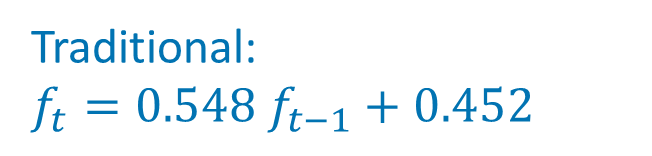 Traditional:
𝑓ₜ = 0.548 𝑓ₜ₋₁ + 0.452